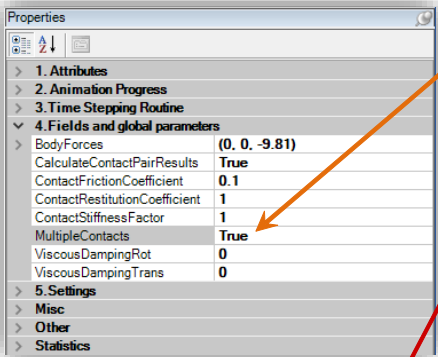 Properties
> 1. Attributes
> 2. Animation Progress
> 3.Time Stepping Routine
4.Fields and global parameters
> BodyForces (0, 0, -9.81)
CalculateContactPairResults True
ContactFrictionCoefficient 0.1
ContactRestitutionCoefficient 1
ContactStiffnessFactor 1
MultipleContacts True
ViscousDampingRot 0
ViscousDampingTrans 0
> 5.Settings
> Misc
> Other
> Statistics